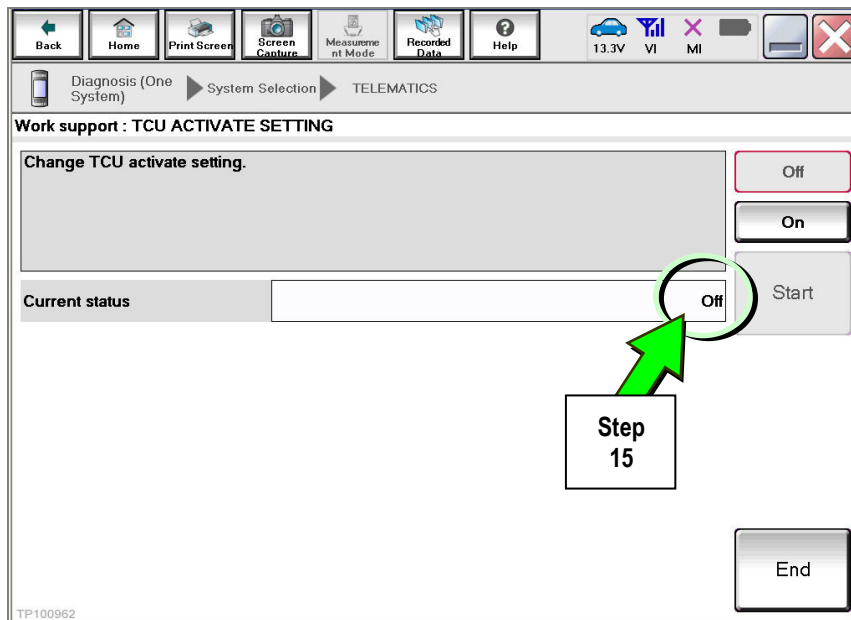 Back
Home
Print Screen
Screen
Capture
Measureme
nt Mode
Recorded
Data
Help
13.3V
VI
MI
Diagnosis (One
System)
System Selection
TELEMATICS
Work support : TCU ACTIVATE SETTING
Change TCU activate setting.
Off
On
Current status
Off
Start
Step
15
End
TP100962